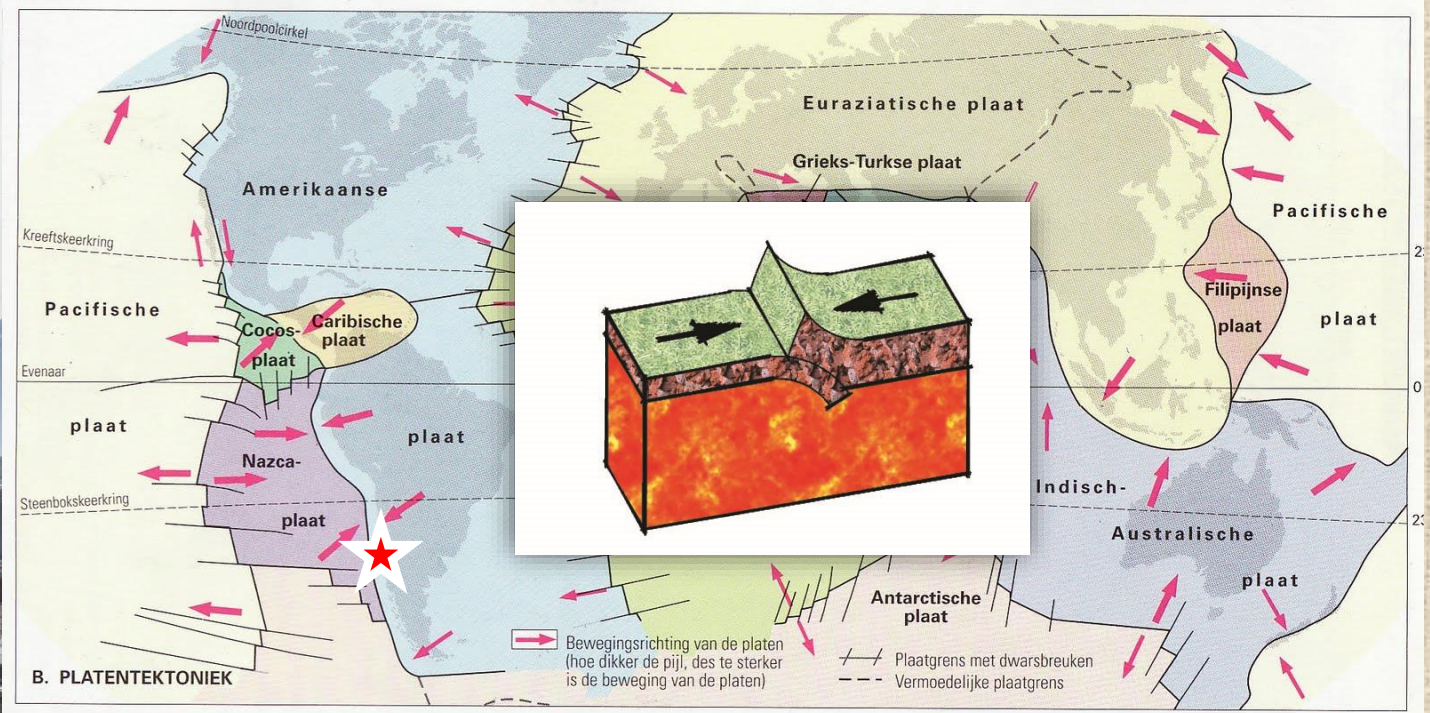 Noordpoolcirkel
Euraziatische plaat
Grieks-Turkse plaat
Amerikaanse
Pacifische
Kreeftskeerkring
2
Pacifische
Filipijnse
plaat
plaat
Cocos-
plaat
Caribische
plaat
Evenaar
0
plaat
plaat
Nazca-
plaat
Steenbokskeerkring
Indisch-
Australische
plaat
23
Antarctische
plaat
B. PLATENTEKTONIEK
Bewegingsrichting van de platen
(hoe dikker de pijl, des te sterker
is de beweging van de platen)
Plaatgrens met dwarsbreuken
Vermoedelijke plaatgrens